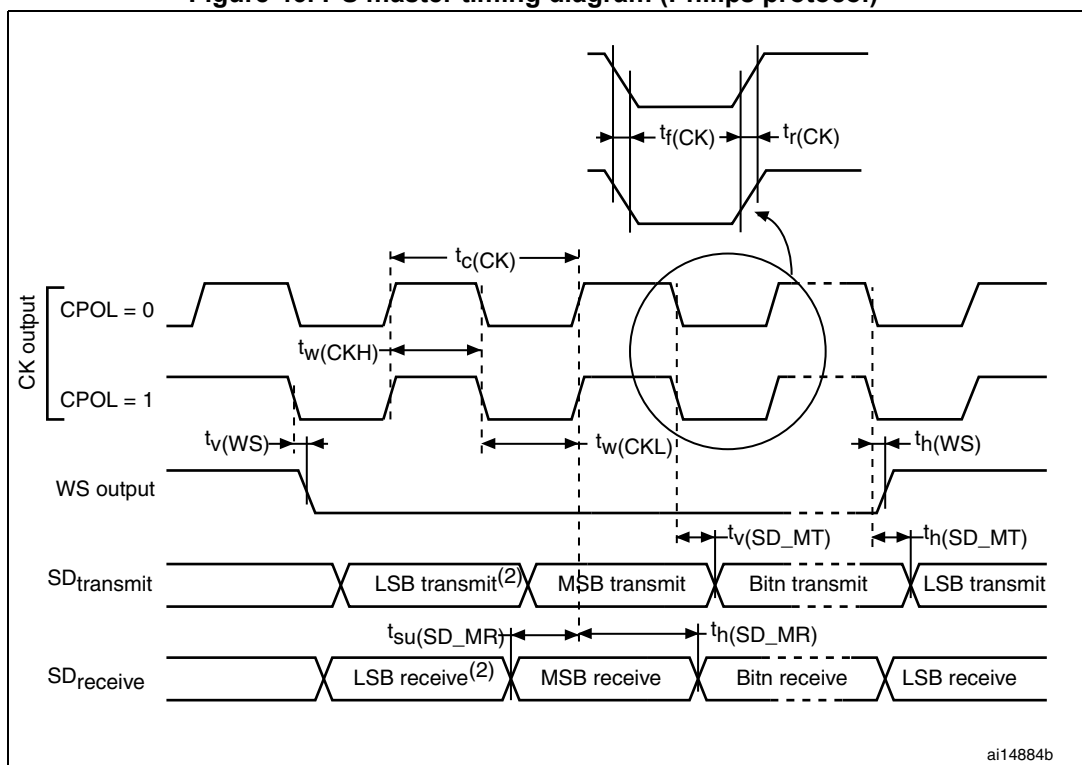 Figure 48. I²S master timing diagram (Philips protocol)
tf(CK)
tr(CK)
tc(CK)
CK output
CPOL = 0
tw(CKH)
CPOL = 1
tv(WS)
tw(CKL)
th(WS)
WS output
tv(SD_MT)
th(SD_MT)
SDtransmit
LSB transmit(2)
MSB transmit
Bitn transmit
LSB transmit
tsu(SD_MR)
th(SD_MR)
SDreceive
LSB receive(2)
MSB receive
Bitn receive
LSB receive
ai14884b